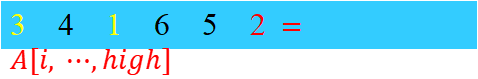 3 4 1 6 5 2 =
A[i, ⋯, high]